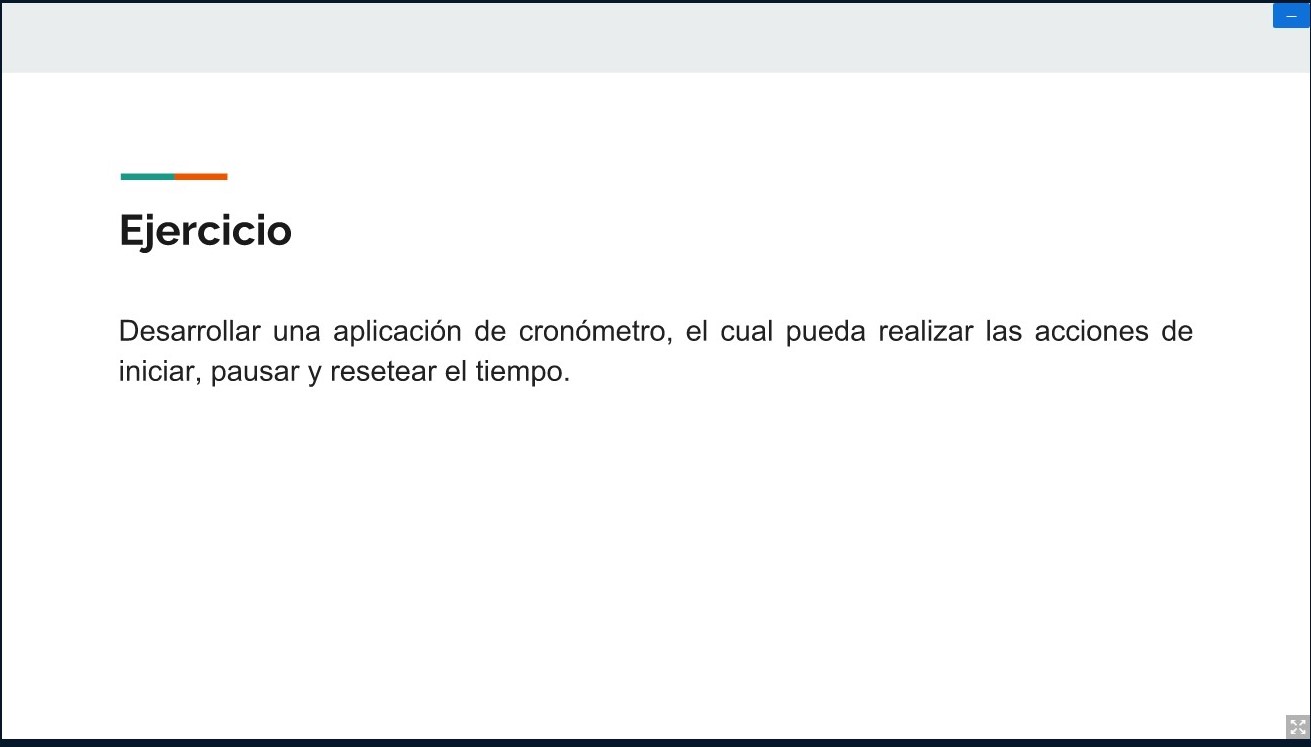 Ejercicio
Desarrollar una aplicación de cronómetro, el cual pueda realizar las acciones de
iniciar, pausar y resetear el tiempo.